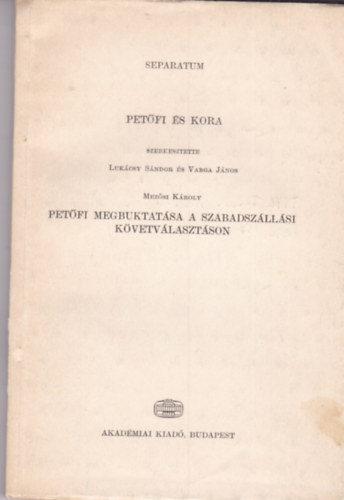 SEPARATUM
PETŐFI ÉS KORA
SZERKESZTETTE
LUKÁCSY SÁNDOR ÉS VARGA JÁNOS
MEZŐSI KÁROLY
PETŐFI MEGBUKTATÁSA A SZABADSZÁLLÁSI
KÖVETVÁLASZTÁSON
AKADÉMIAI KIADÓ, BUDAPEST